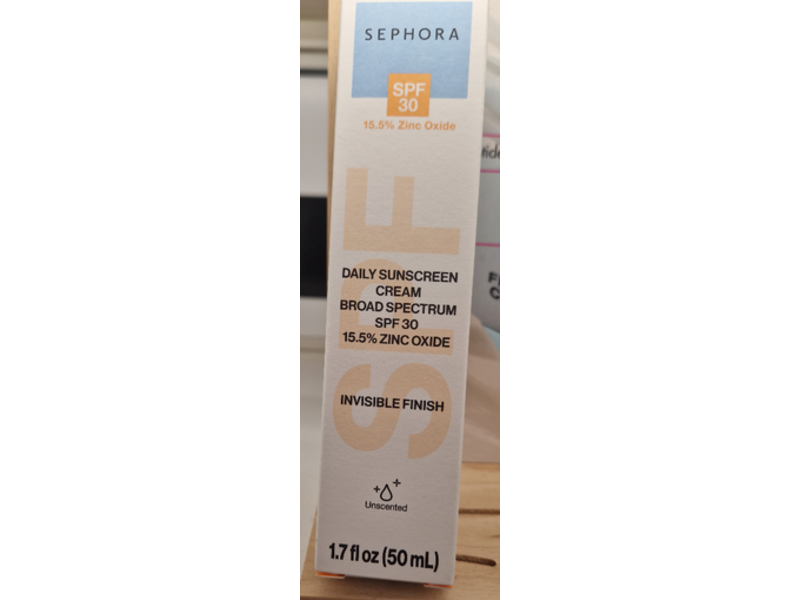 SEPHORA
SPF
30
15.5% Zinc Oxide
SPF
DAILY SUNSCREEN
CREAM
BROAD SPECTRUM
SPF 30
15.5% ZINC OXIDE
INVISIBLE FINISH
Unscented
1.7 fl oz (50 mL)